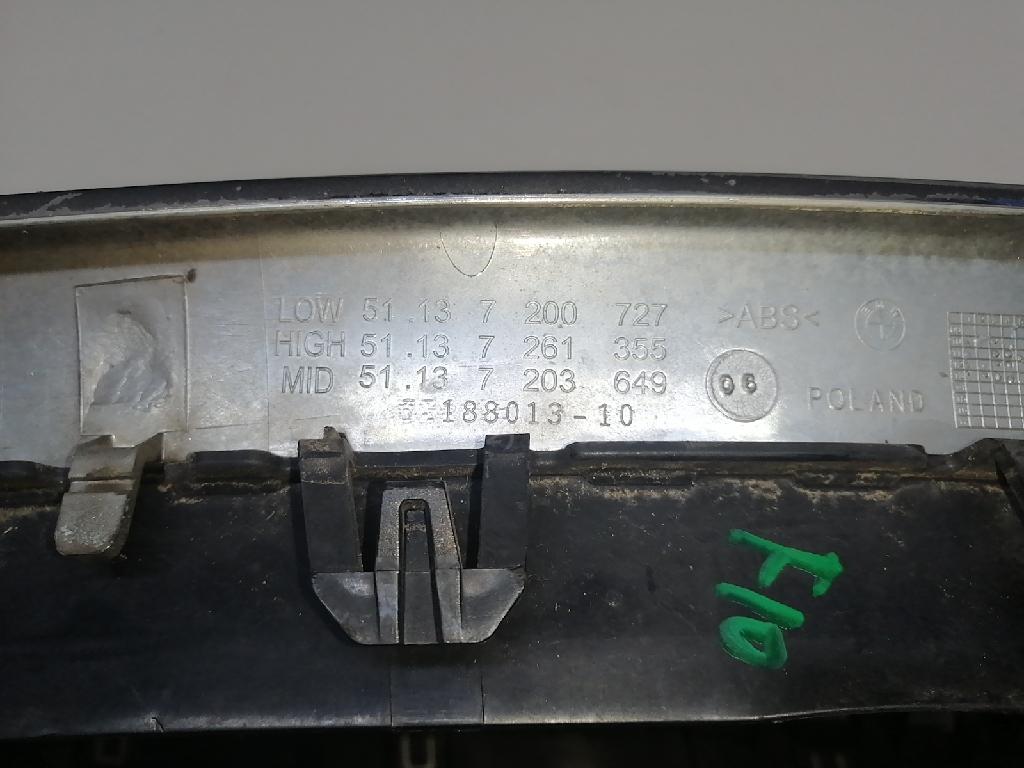 LOW 51.13 7 200 727 >ABS<
HIGH 51.13 7 261 355
MID 51.13 7 203 649 06 POLAND
188013-10
F10